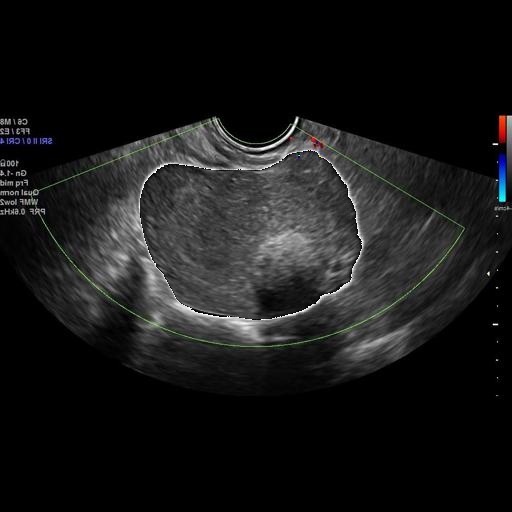 C6 / M8
FF3 / E2
SRI II 0 / CRI 4
100
Gn -1.4
Frq mid
Qual norm
WMF low2
PRF 0.6kHz
-4cm/s